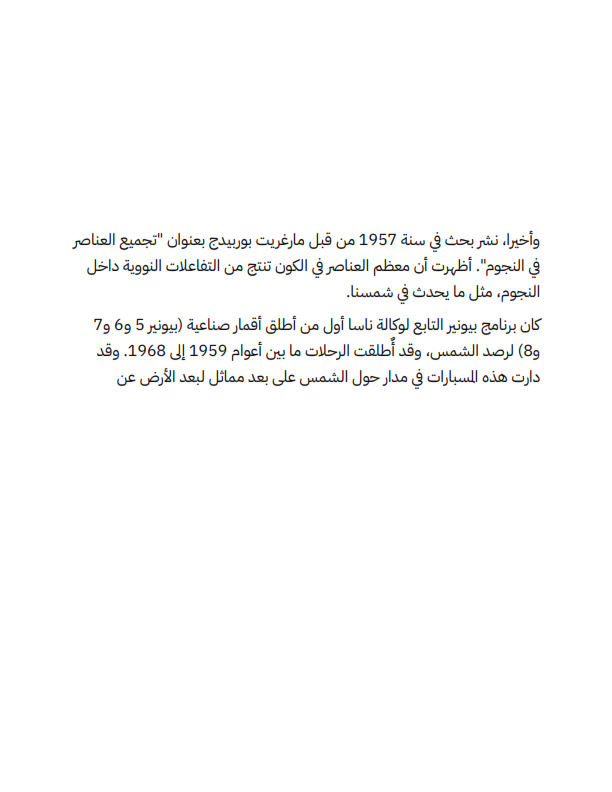 وأخيرا، نشر بحث في سنة 1957 من قبل مارغريت بوربيدج بعنوان "تجميع العناصر
في النجوم". أظهرت أن معظم العناصر في الكون تنتج من التفاعلات النووية داخل
النجوم، مثل ما يحدث في شمسنا.
كان برنامج بيونير التابع لوكالة ناسا أول من أطلق أقمار صناعية (بيونير 5 و6 و7
و8) لرصد الشمس، وقد أٌطلقت الرحلات ما بين أعوام 1959 إلى 1968. وقد
دارت هذه المسبارات في مدار حول الشمس على بعد مماثل لبعد الأرض عن